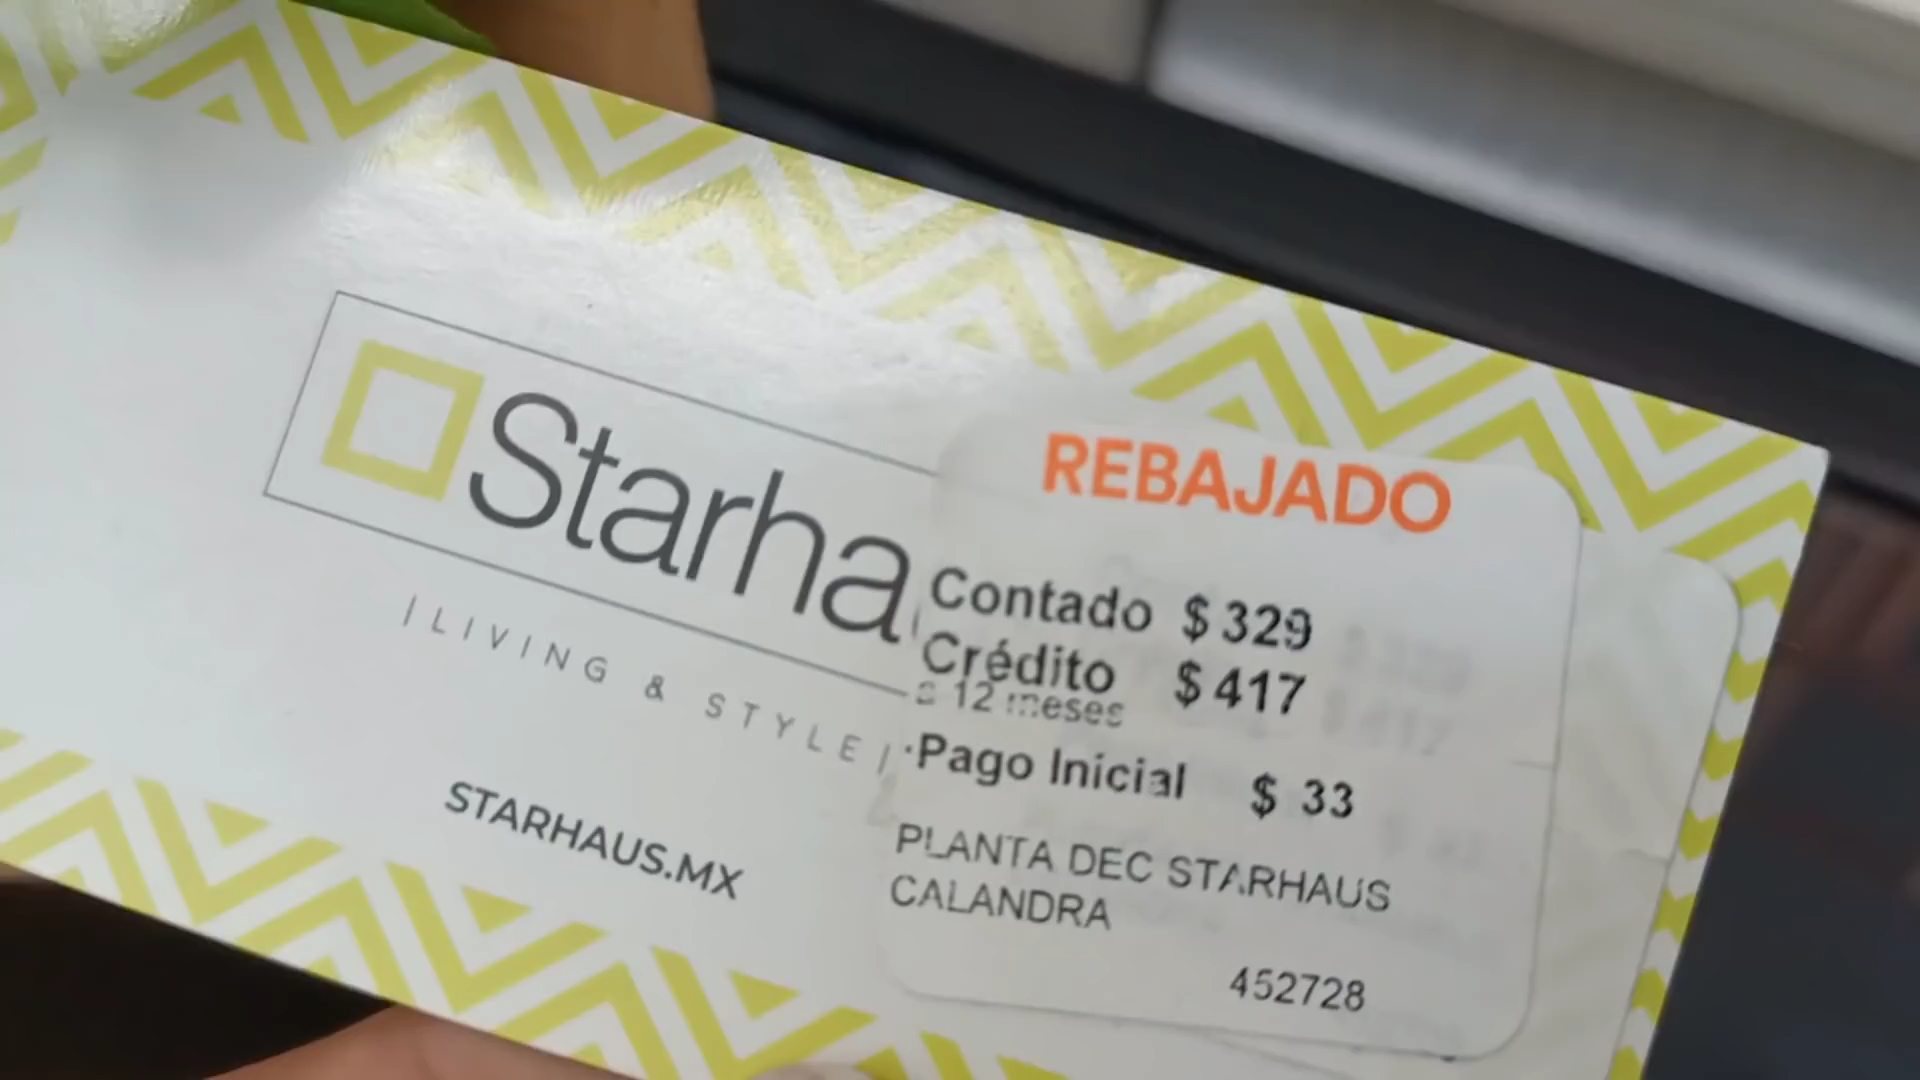 Starha
|LIVING & STYLE|
STARHAUS.MX
REBAJADO
Contado $329
Crédito $417
a 12 meses
Pago Inicial $ 33
PLANTA DEC STARHAUS
CALANDRA
452728